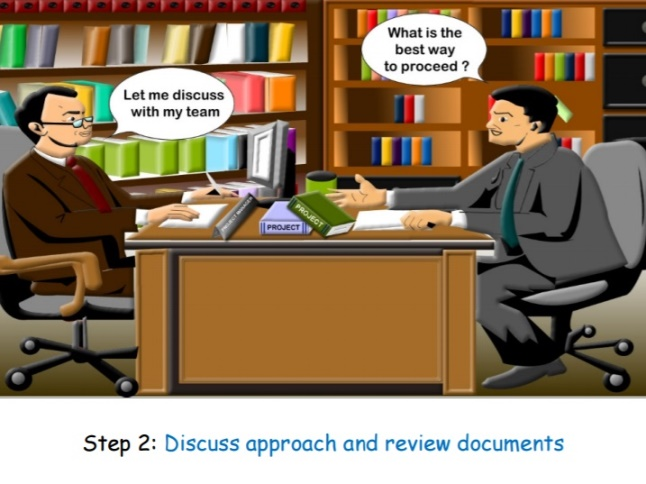 What is the
best way
to proceed ?
Let me discuss
with my team
PROJECT
PROJECT
Step 2: Discuss approach and review documents